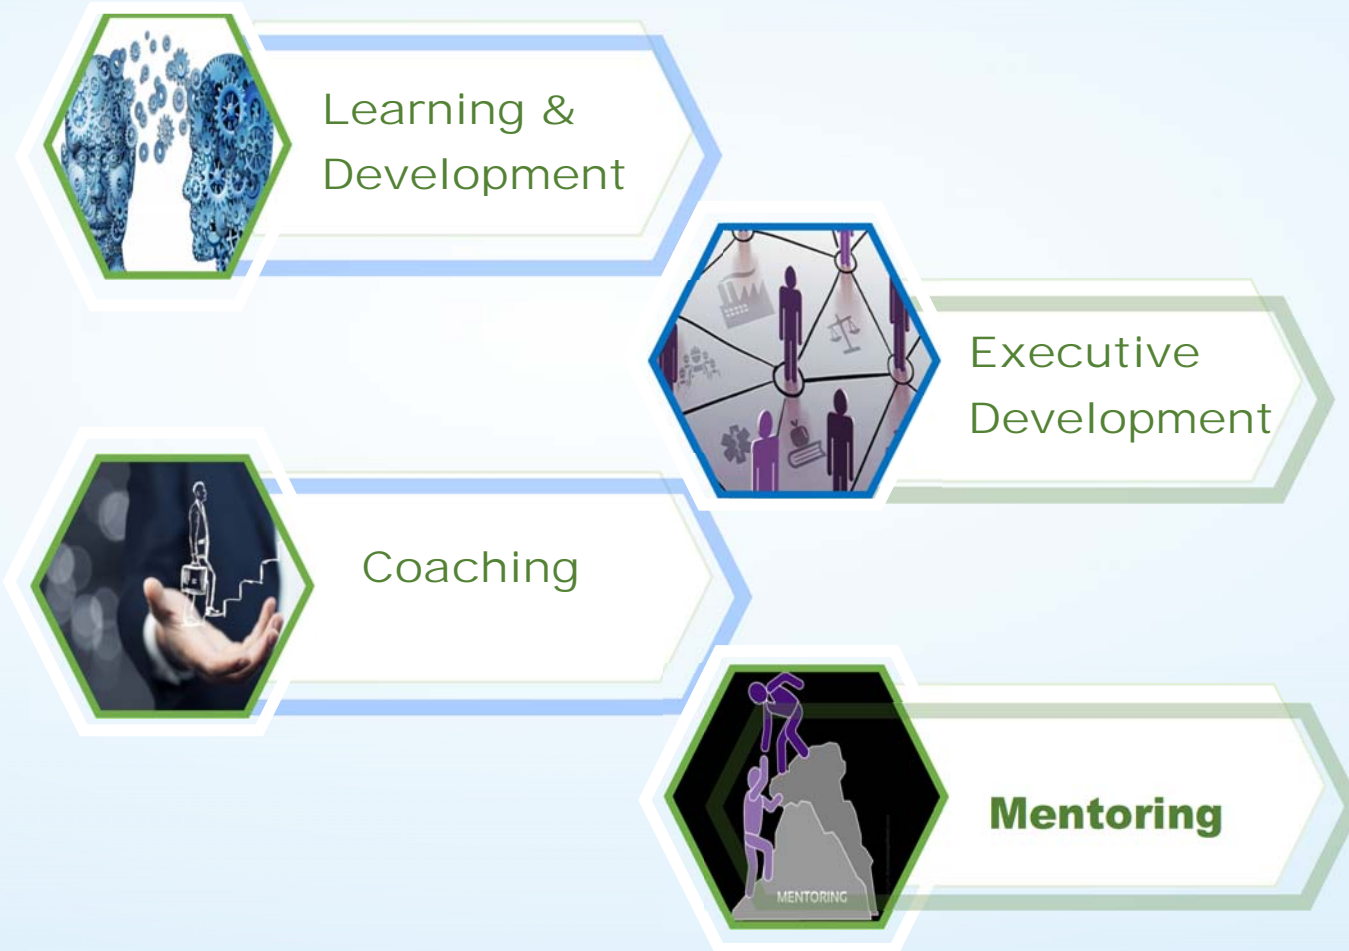 Learning &
Development
Executive
Development
Coaching
Mentoring
MENTORING